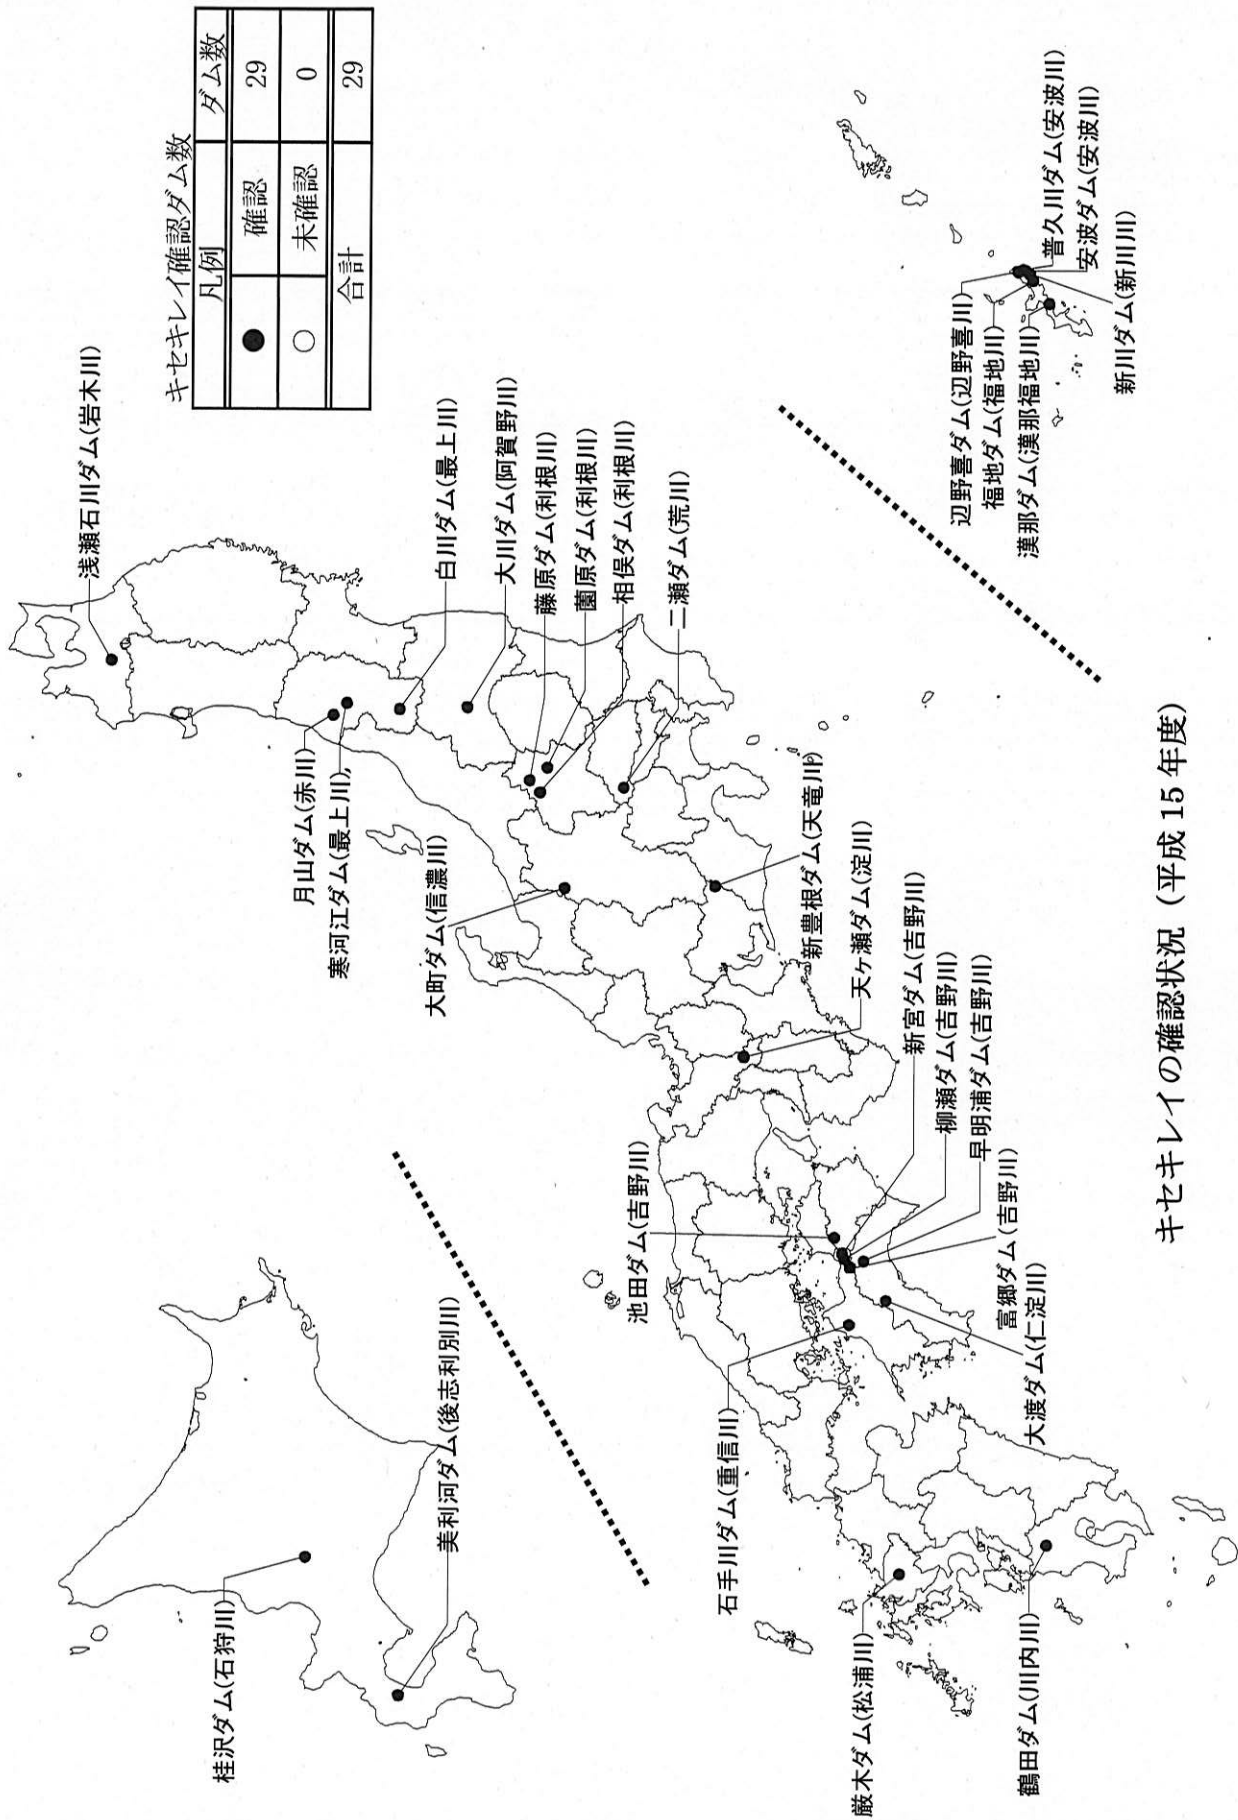 キセキレイ確認ダム数
凡例 ダム数
● 確認 29
○ 未確認 0
合計 29
桂沢ダム(石狩川)
美利河ダム(後志利別川)
浅瀬石川ダム(岩木川)
月山ダム(赤川)
寒河江ダム(最上川)
白川ダム(最上川)
大川ダム(阿賀野川)
藤原ダム(利根川)
薗原ダム(利根川)
相俣ダム(利根川)
二瀬ダム(荒川)
大町ダム(信濃川)
新豊根ダム(天竜川)
天ヶ瀬ダム(淀川)
新宮ダム(吉野川)
柳瀬ダム(吉野川)
早明浦ダム(吉野川)
池田ダム(吉野川)
富郷ダム(吉野川)
大渡ダム(仁淀川)
石手川ダム(重信川)
厳木ダム(松浦川)
鶴田ダム(川内川)
辺野喜ダム(辺野喜川)
福地ダム(福地川)
漢那ダム(漢那福地川)
普久川ダム(安波川)
安波ダム(安波川)
新川ダム(新川川)
キセキレイの確認状況（平成 15 年度）